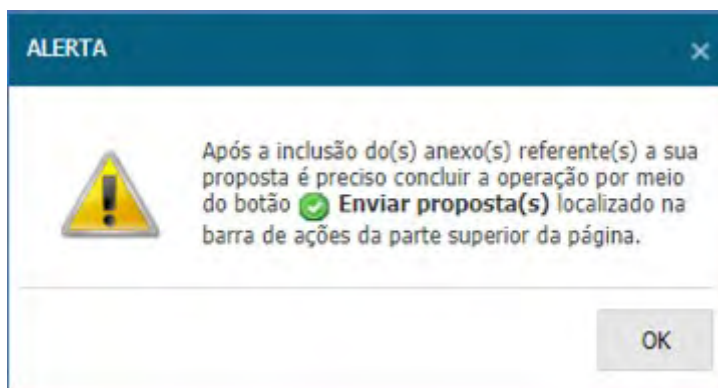 ALERTA
Após a inclusão do(s) anexo(s) referente(s) a sua
proposta é preciso concluir a operação por meio
do botão Enviar proposta(s) localizado na
barra de ações da parte superior da página.
OK